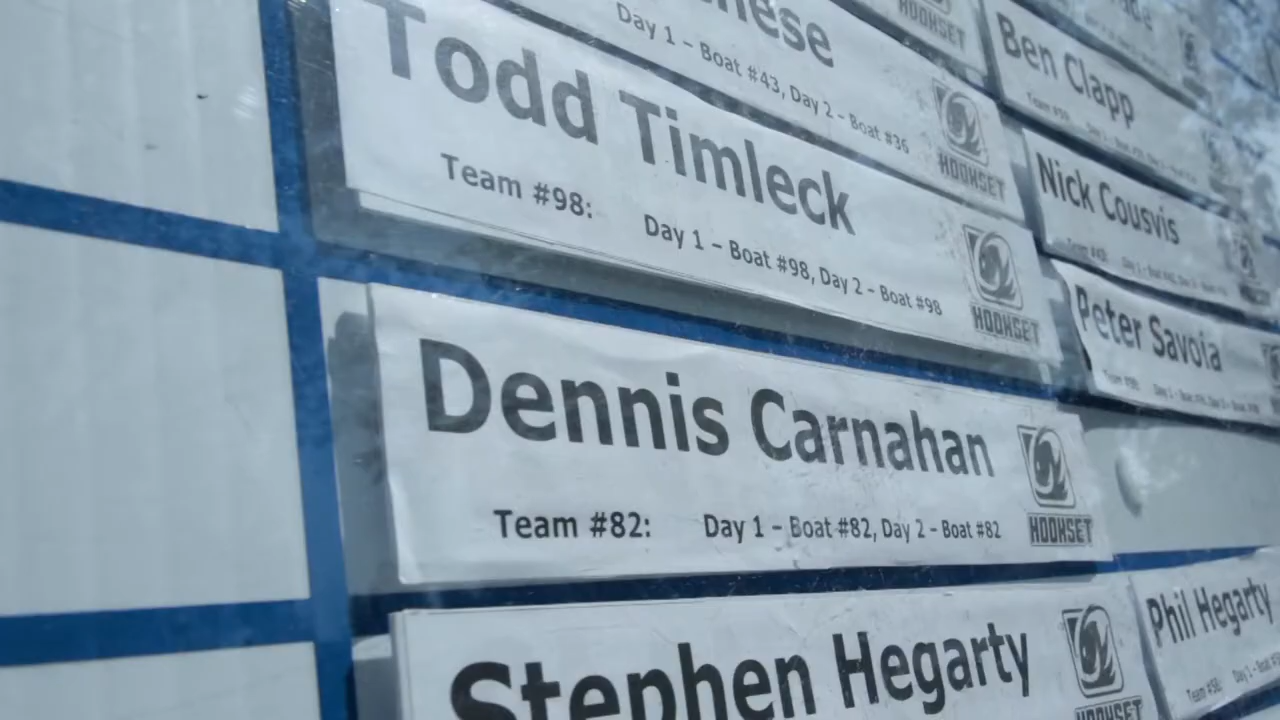 Day 1 – Boat #43, Day 2 – Boat #36
HOOKSET
Todd Timleck
Team #98: Day 1 – Boat #98, Day 2 – Boat #98
HOOKSET
Dennis Carnahan
Team #82: Day 1 – Boat #82, Day 2 – Boat #82
HOOKSET
Stephen Hegarty
HOOKSET
HOOKSET
Ben Clapp
Nick Cousvis
Peter Savoia
Phil Hegarty